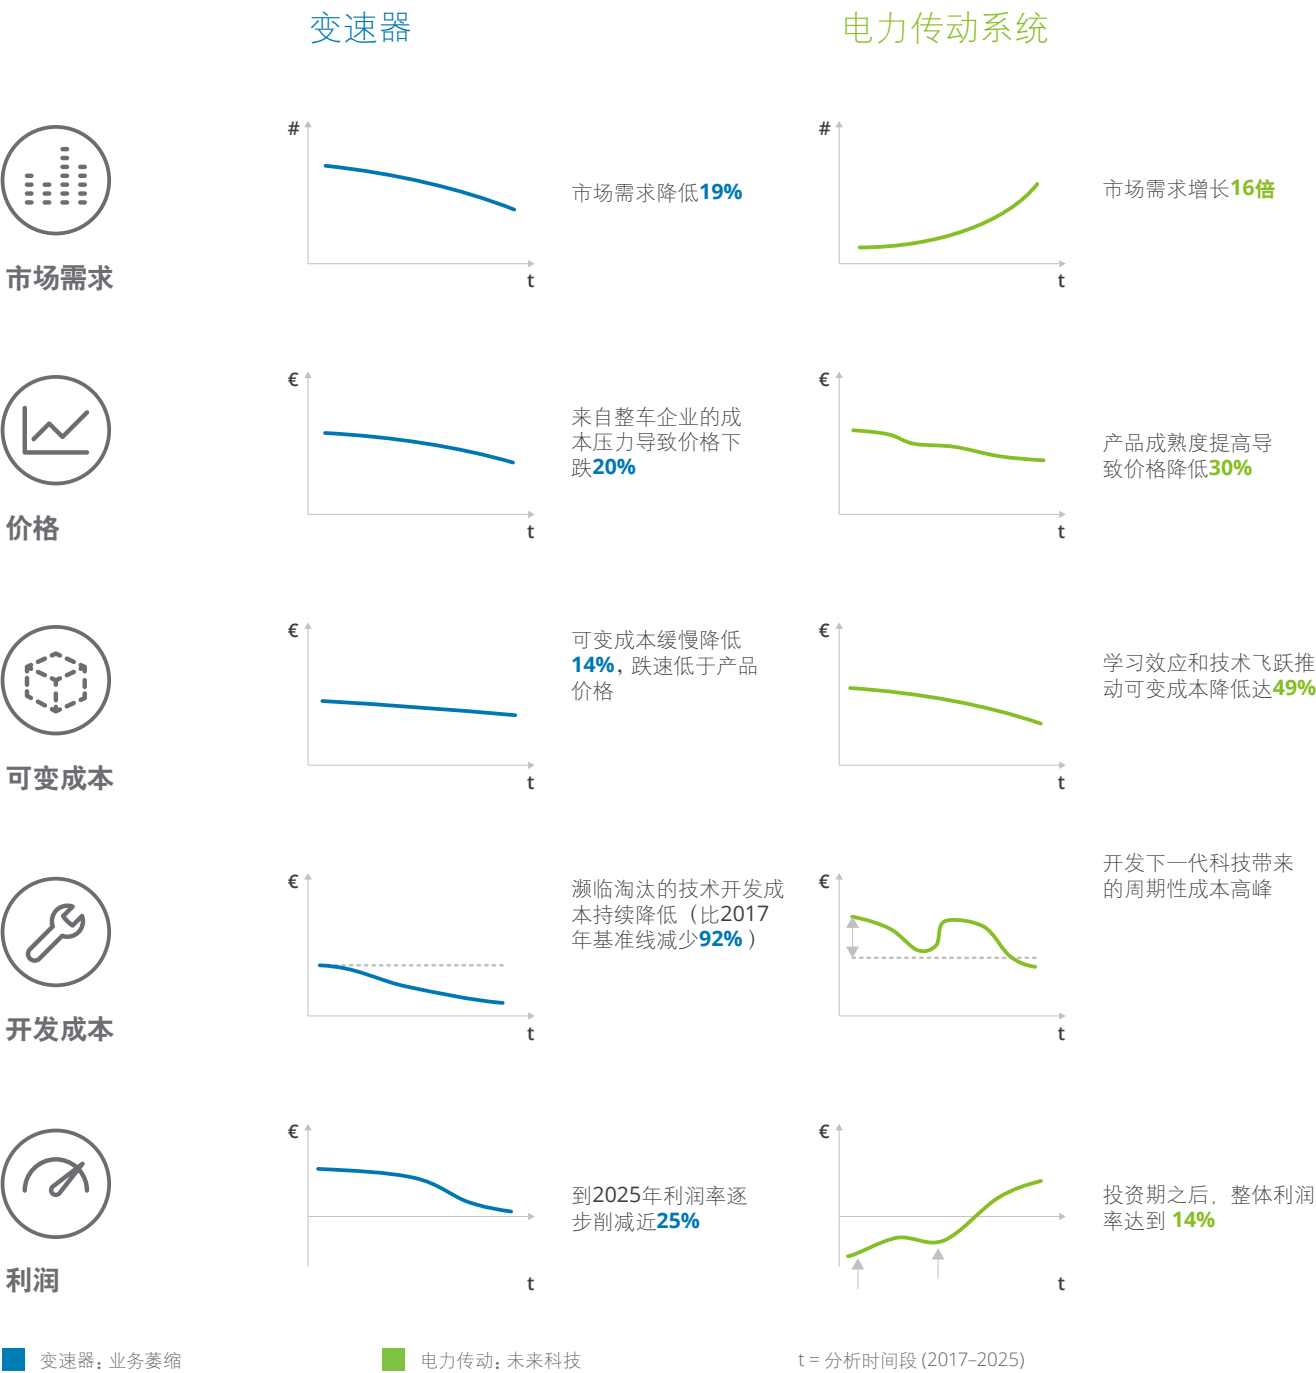 变速器
电力传动系统
市场需求
#
t
市场需求降低19%
#
t
市场需求增长16倍
价格
€
t
来自整车企业的成
本压力导致价格下
跌20%
€
t
产品成熟度提高导
致价格降低30%
可变成本
€
t
可变成本缓慢降低
14%，跌速低于产品
价格
€
t
学习效应和技术飞跃推
动可变成本降低达49%
开发成本
€
t
濒临淘汰的技术开发成
本持续降低（比2017
年基准线减少92%）
€
t
开发下一代科技带来
的周期性成本高峰
利润
€
t
到2025年利润率逐
步削减近25%
€
t
投资期之后，整体利润
率达到 14%
变速器：业务萎缩
电力传动：未来科技
t = 分析时间段 (2017–2025)